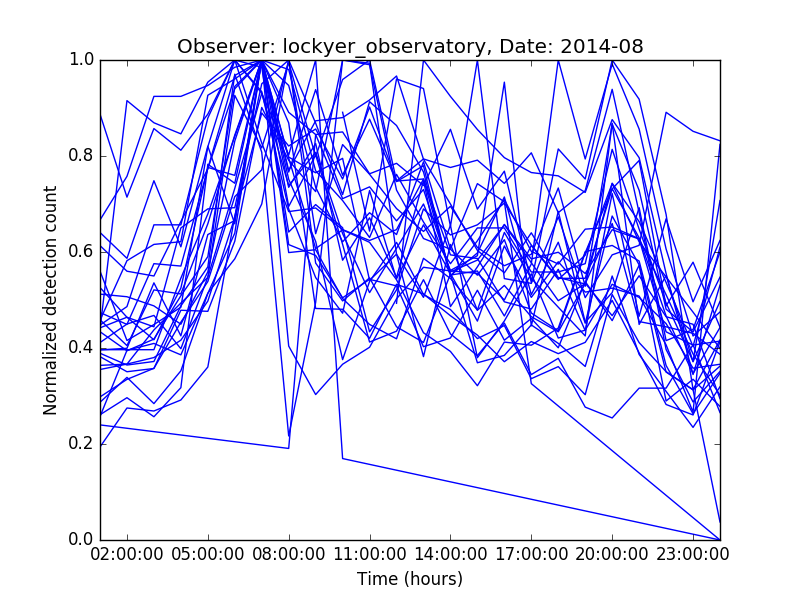 Observer: lockyer_observatory, Date: 2014-08
1.0
0.8
0.6
0.4
0.2
0.0
Normalized detection count
02:00:00 05:00:00 08:00:00 11:00:00 14:00:00 17:00:00 20:00:00 23:00:00
Time (hours)